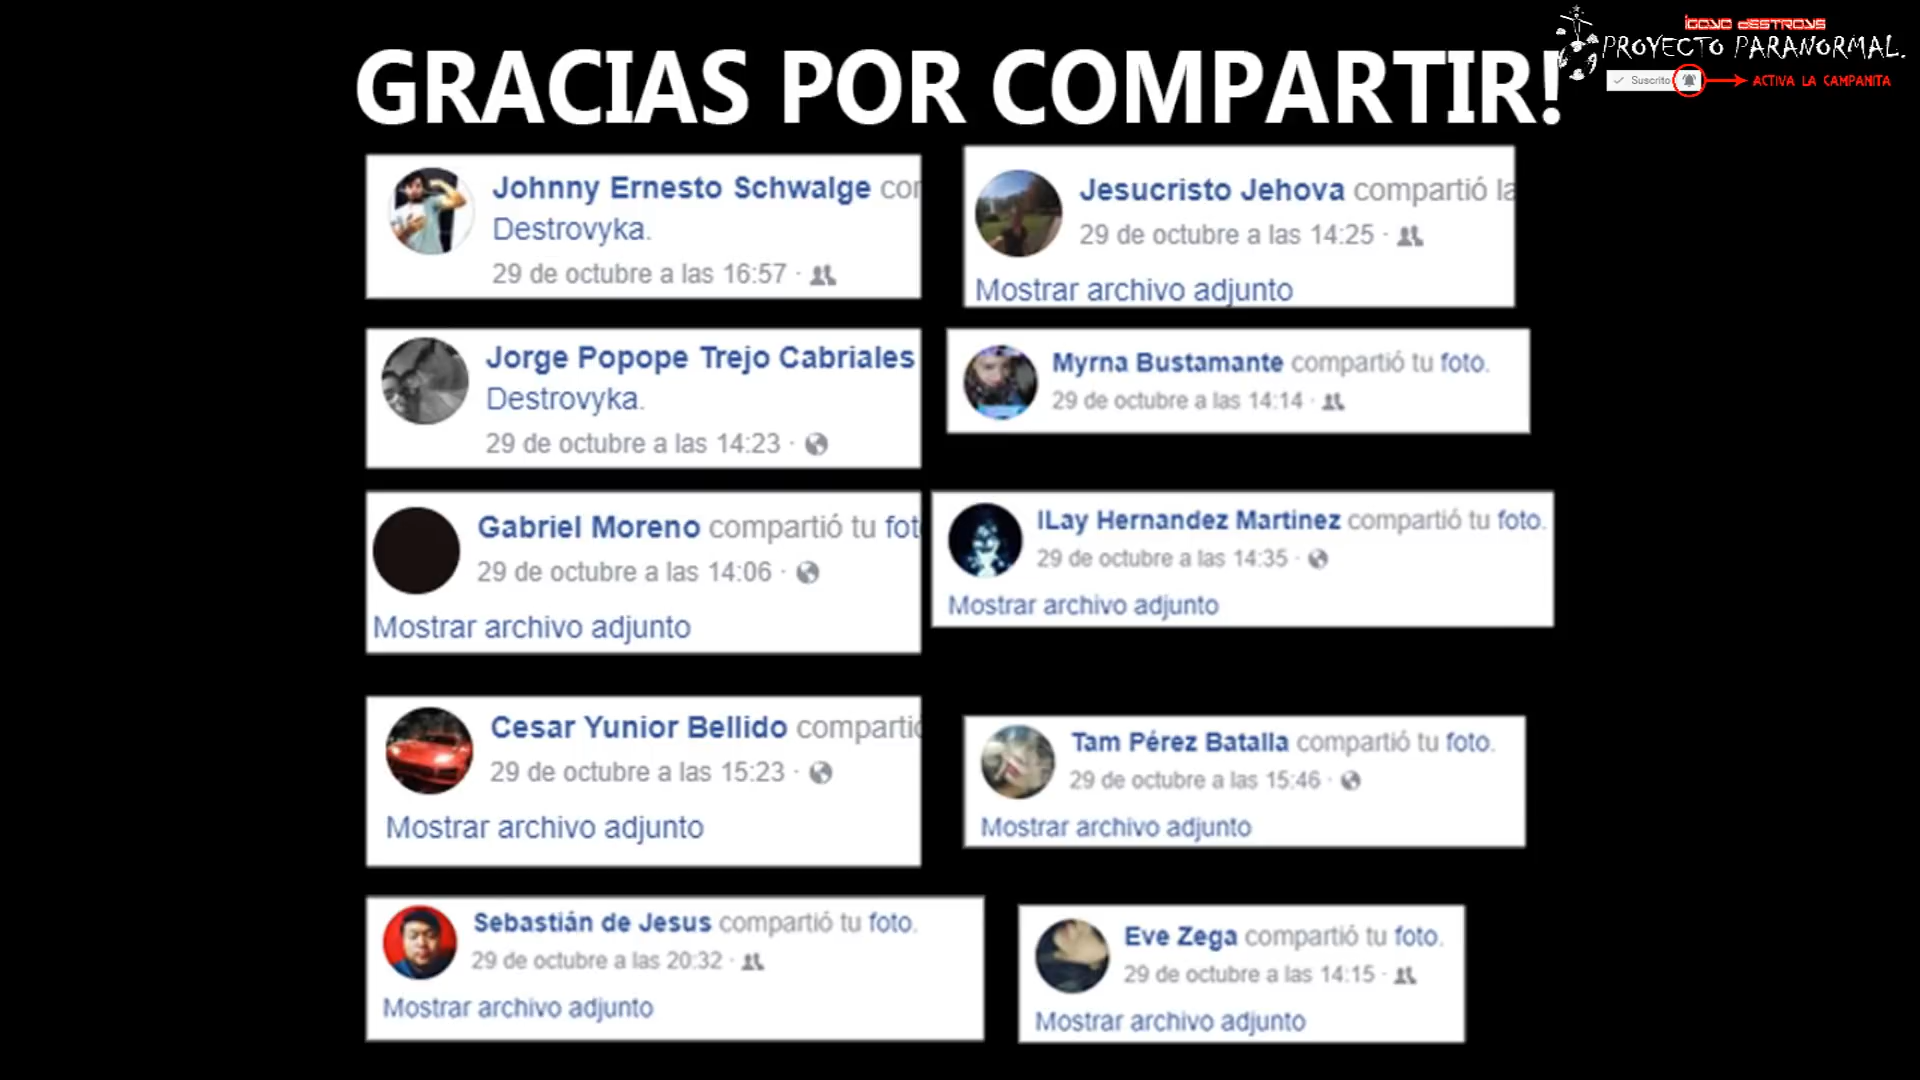 GRACIAS POR COMPARTIR!
PROYECTO PARANORMAL.
Suscrito
ACTIVA LA CAMPANITA
Johnny Ernesto Schwalge
Destrovyka.
29 de octubre a las 16:57 ·
Jesucristo Jehova compartió la
29 de octubre a las 14:25 ·
Mostrar archivo adjunto
Jorge Popope Trejo Cabriales
Destrovyka.
29 de octubre a las 14:23 ·
Myrna Bustamante compartió tu foto.
29 de octubre a las 14:14 ·
Gabriel Moreno compartió tu
29 de octubre a las 14:06 ·
Mostrar archivo adjunto
ILay Hernandez Martinez compartió tu foto.
29 de octubre a las 14:35 ·
Mostrar archivo adjunto
Cesar Yunior Bellido
29 de octubre a las 15:23 ·
Mostrar archivo adjunto
Tam Pérez Batalla compartió tu foto.
29 de octubre a las 15:46 ·
Mostrar archivo adjunto
Sebastián de Jesus compartió tu foto.
29 de octubre a las 20:32 ·
Mostrar archivo adjunto
Eve Zega compartió tu foto.
29 de octubre a las 14:15 ·
Mostrar archivo adjunto